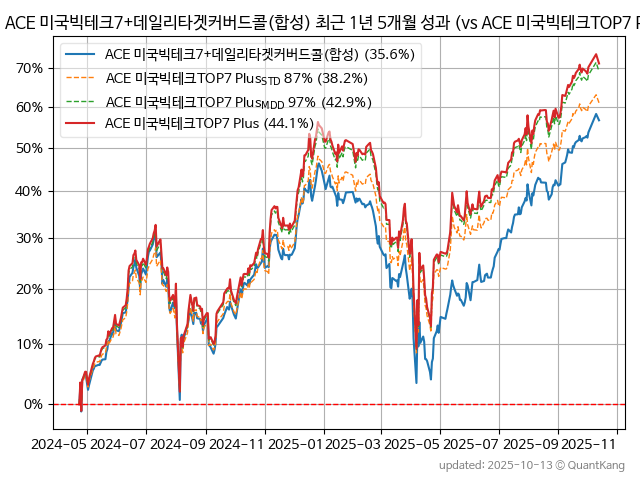 ACE 미국빅테크7+데일리타겟커버드콜(합성) 최근 1년 5개월 성과 (vs ACE 미국빅테크TOP7 P
ACE 미국빅테크7+데일리타겟커버드콜(합성) (35.6%)
ACE 미국빅테크TOP7 PlusSTD 87% (38.2%)
ACE 미국빅테크TOP7 PlusMDD 97% (42.9%)
ACE 미국빅테크TOP7 Plus (44.1%)
70%
60%
50%
40%
30%
20%
10%
0%
2024-05 2024-07 2024-09 2024-11 2025-01 2025-03 2025-05 2025-07 2025-09 2025-11
updated: 2025-10-13 © QuantKang